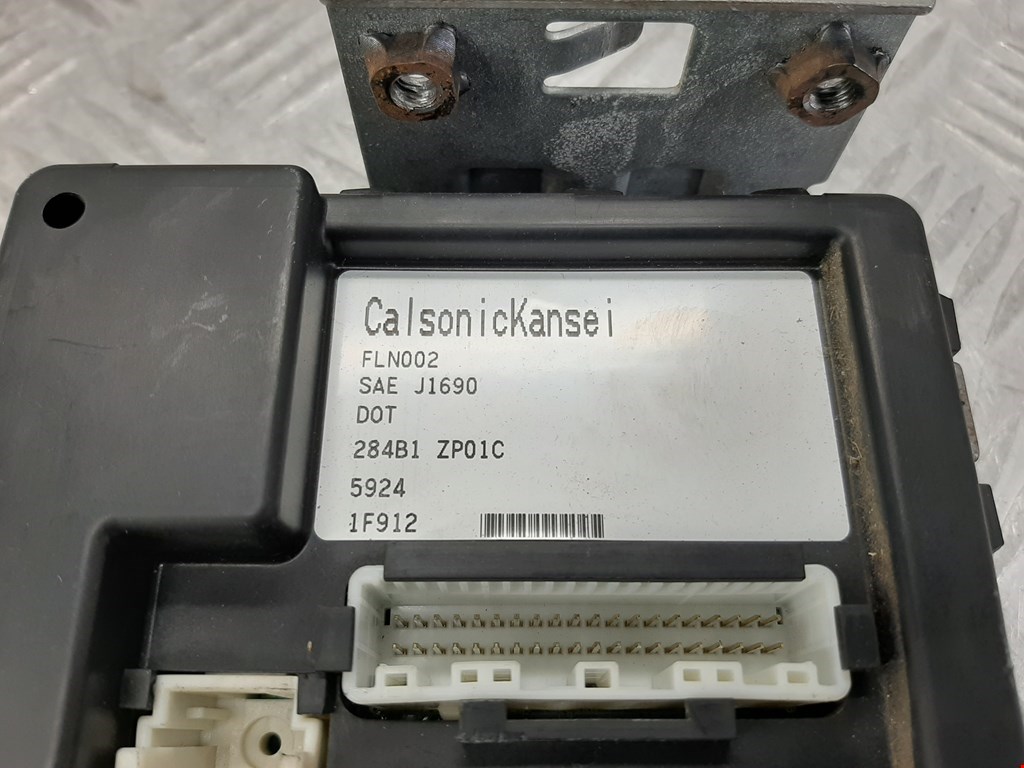 CalsonicKansei
FLN002
SAE J1690
DOT
284B1 ZP01C
5924
1F912